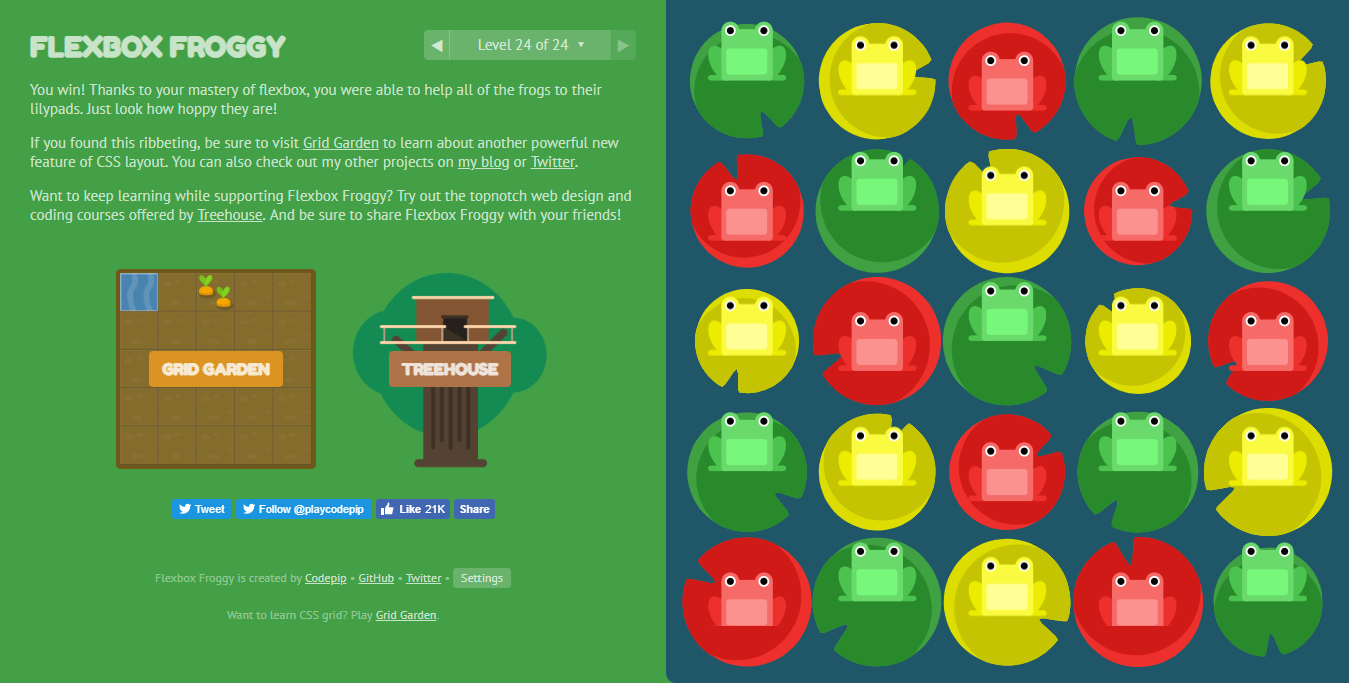 FLEXBOX FROGGY
◀ Level 24 of 24 ▼ ▶
You win! Thanks to your mastery of flexbox, you were able to help all of the frogs to their
lilypads. Just look how hoppy they are!
If you found this ribbeting, be sure to visit Grid Garden to learn about another powerful new
feature of CSS layout. You can also check out my other projects on my blog or Twitter.
Want to keep learning while supporting Flexbox Froggy? Try out the topnotch web design and
coding courses offered by Treehouse. And be sure to share Flexbox Froggy with your friends!
GRID GARDEN
TREEHOUSE
Tweet
Follow @playcodepip
Like 21K
Share
Flexbox Froggy is created by Codepip • GitHub • Twitter • Settings
Want to learn CSS grid? Play Grid Garden.